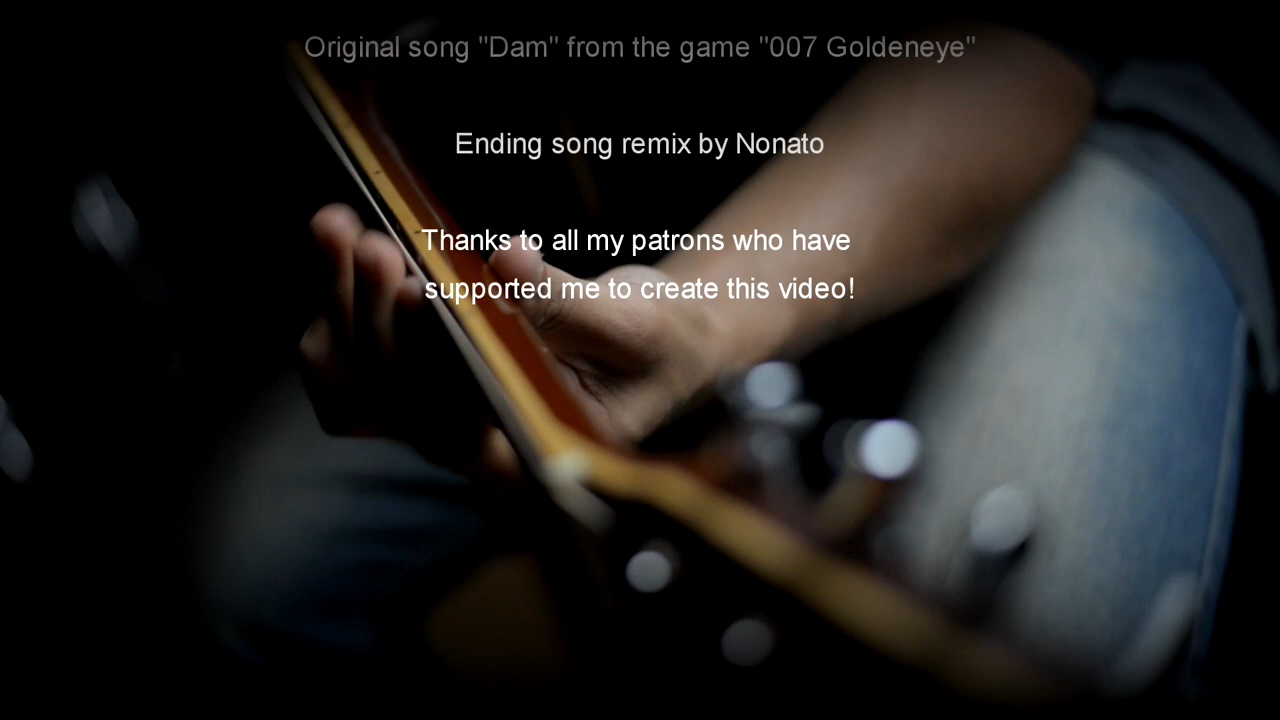 Original song "Dam" from the game "007 Goldeneye"
Ending song remix by Nonato
Thanks to all my patrons who have
supported me to create this video!